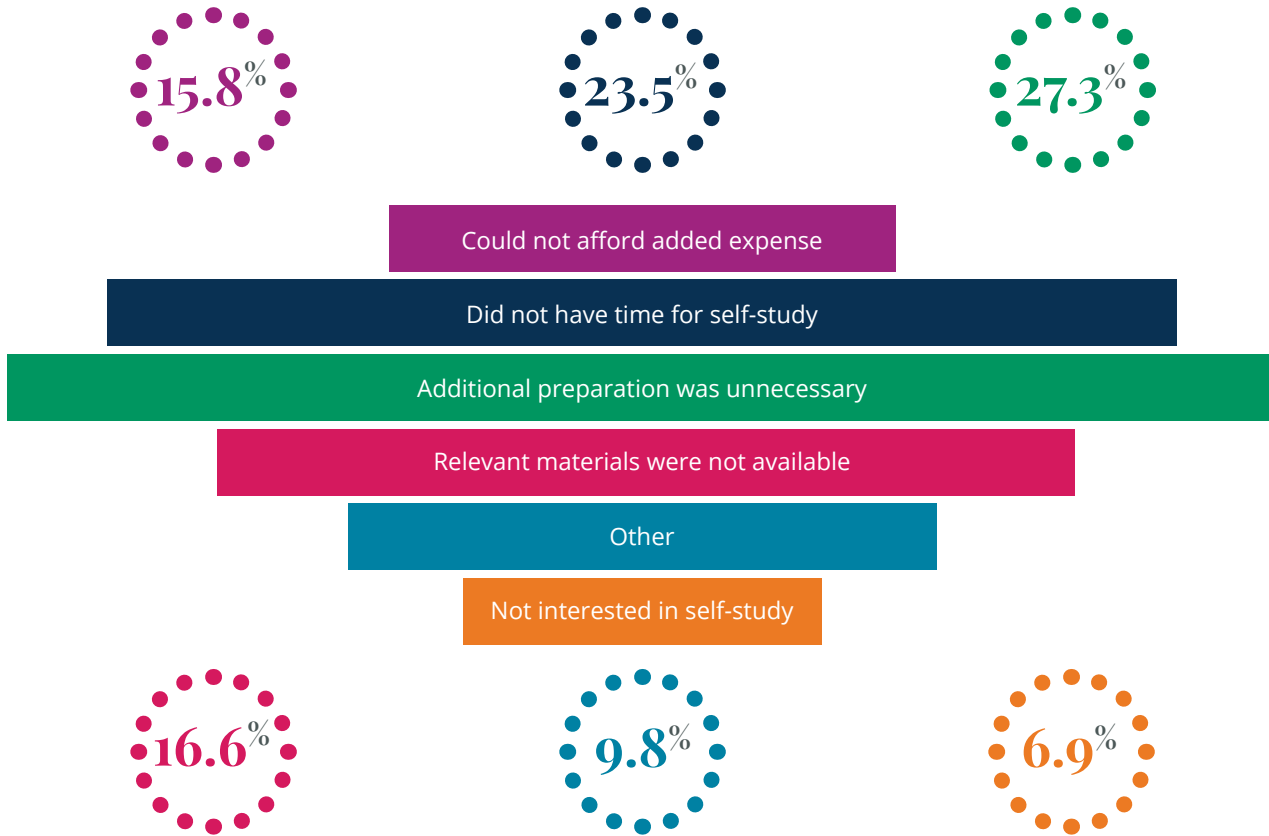 15.8%
23.5%
27.3%
Could not afford added expense
Did not have time for self-study
Additional preparation was unnecessary
Relevant materials were not available
Other
Not interested in self-study
16.6%
9.8%
6.9%